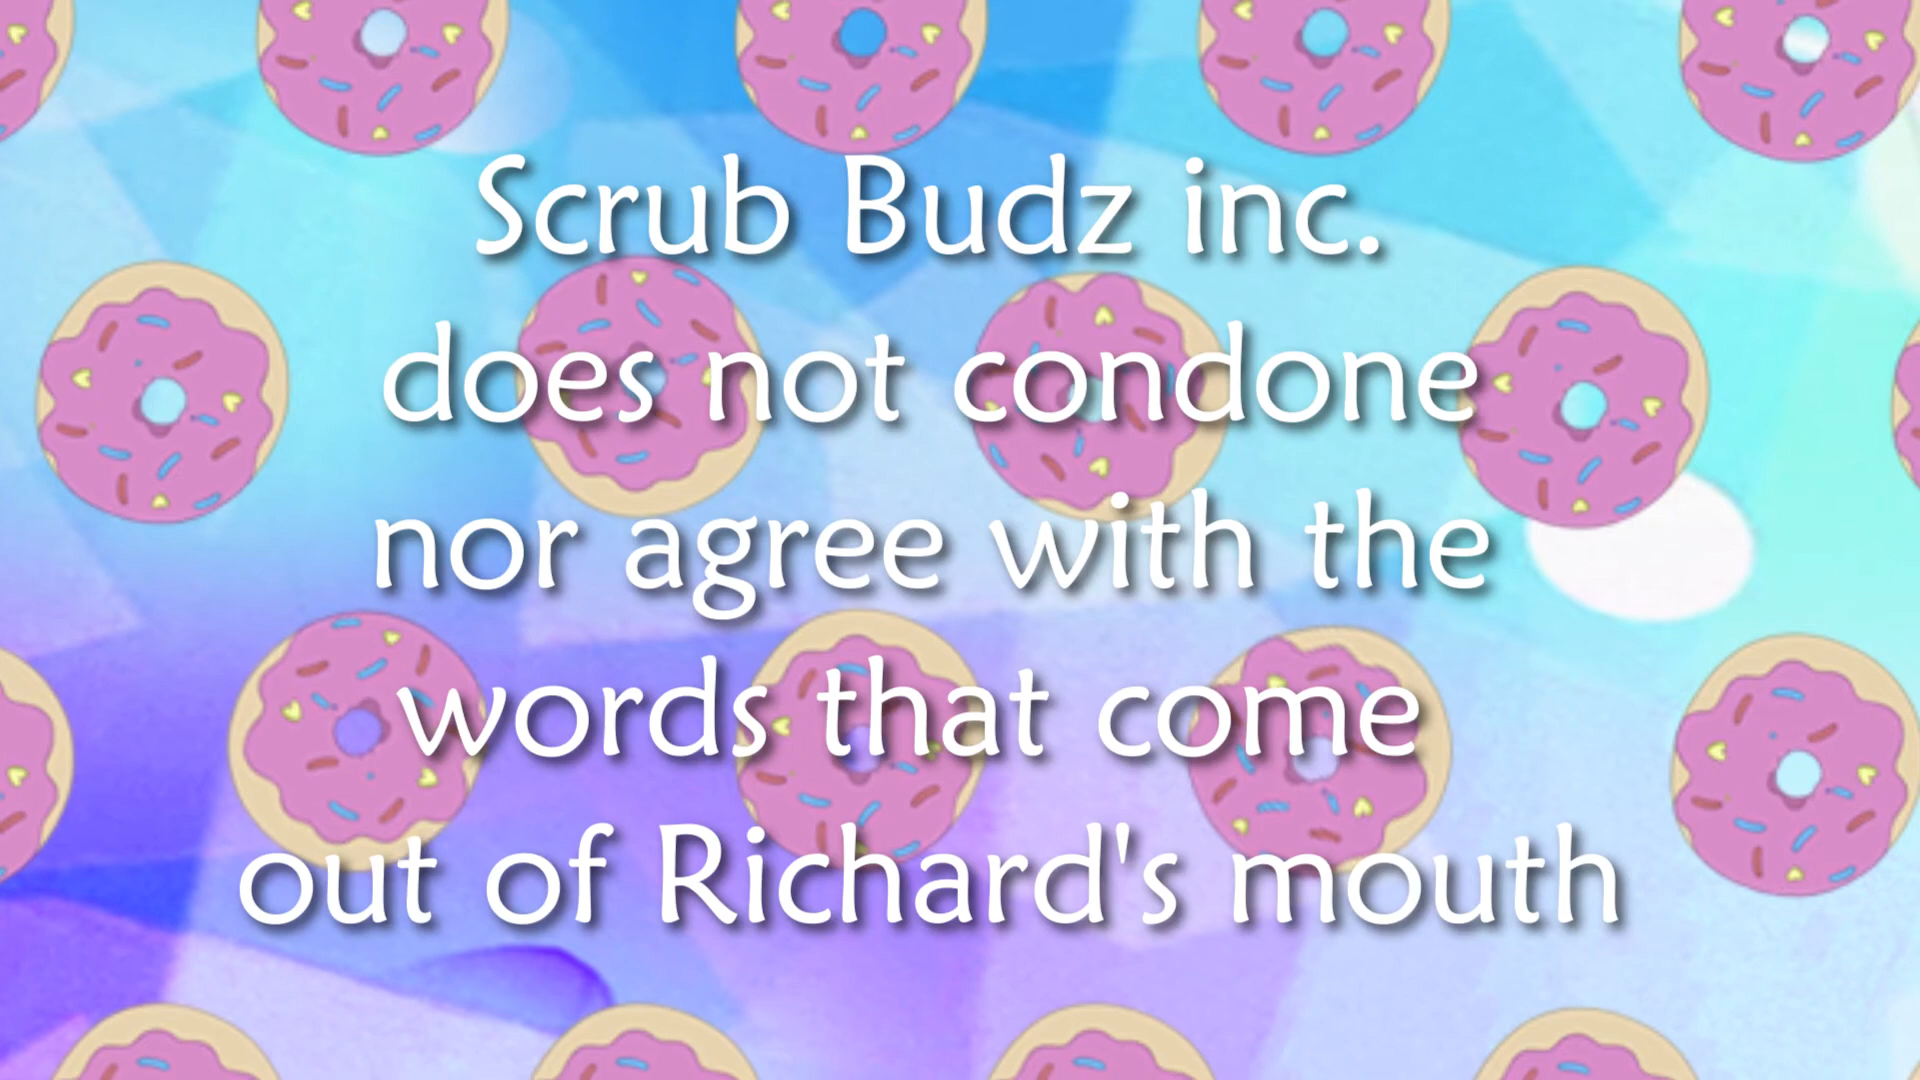 Scrub Budz inc.
does not condone
nor agree with the
words that come
out of Richard's mouth